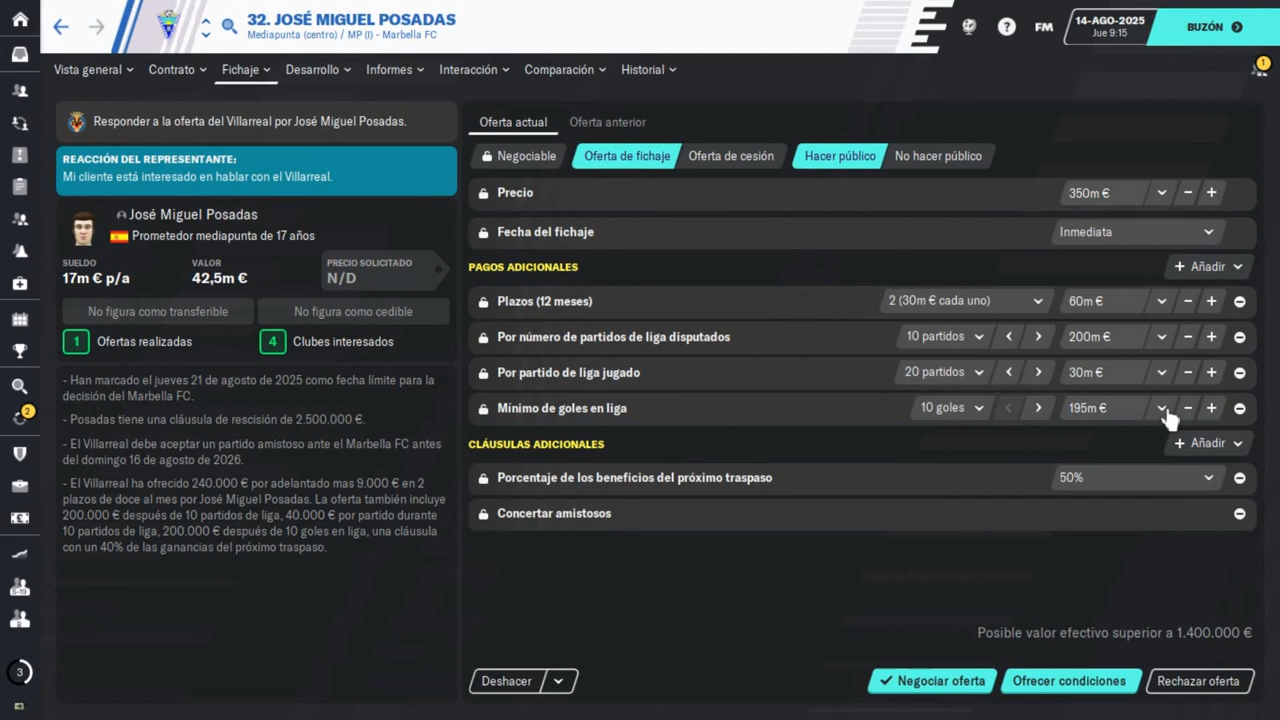 32. JOSÉ MIGUEL POSADAS
Mediapunta (centro) / MP (I) - Marbella FC
?
FM
14-AGO-2025
Jue 9:15
BUZÓN
Vista general
Contrato
Fichaje
Desarrollo
Informes
Interacción
Comparación
Historial
1
Responder a la oferta del Villarreal por José Miguel Posadas.
REACCIÓN DEL REPRESENTANTE:
Mi cliente está interesado en hablar con el Villarreal.
José Miguel Posadas
Prometedor mediapunta de 17 años
SUELDO
17m € p/a
VALOR
42,5m €
PRECIO SOLICITADO
N/D
No figura como transferible
No figura como cedible
1 Ofertas realizadas
4 Clubes interesados
- Han marcado el jueves 21 de agosto de 2025 como fecha límite para la
decisión del Marbella FC.
- Posadas tiene una cláusula de rescisión de 2.500.000 €.
- El Villarreal debe aceptar un partido amistoso ante el Marbella FC antes
del domingo 16 de agosto de 2026.
- El Villarreal ha ofrecido 240.000 € por adelantado mas 9.000 € en 2
plazos de doce al mes por José Miguel Posadas. La oferta también incluye
200.000 € después de 10 partidos de liga, 40.000 € por partido durante
10 partidos de liga, 200.000 € después de 10 goles en liga, una cláusula
con un 40% de las ganancias del próximo traspaso.
Oferta actual
Oferta anterior
Negociable
Oferta de fichaje
Oferta de cesión
Hacer público
No hacer público
Precio
350m €
Fecha del fichaje
Inmediata
PAGOS ADICIONALES
+ Añadir
Plazos (12 meses)
2 (30m € cada uno)
60m €
Por número de partidos de liga disputados
10 partidos
200m €
Por partido de liga jugado
20 partidos
30m €
Mínimo de goles en liga
10 goles
195m €
CLÁUSULAS ADICIONALES
+ Añadir
Porcentaje de los beneficios del próximo traspaso
50%
Concertar amistosos
Posible valor efectivo superior a 1.400.000 €
Deshacer
Negociar oferta
Ofrecer condiciones
Rechazar oferta
2
S-19
3